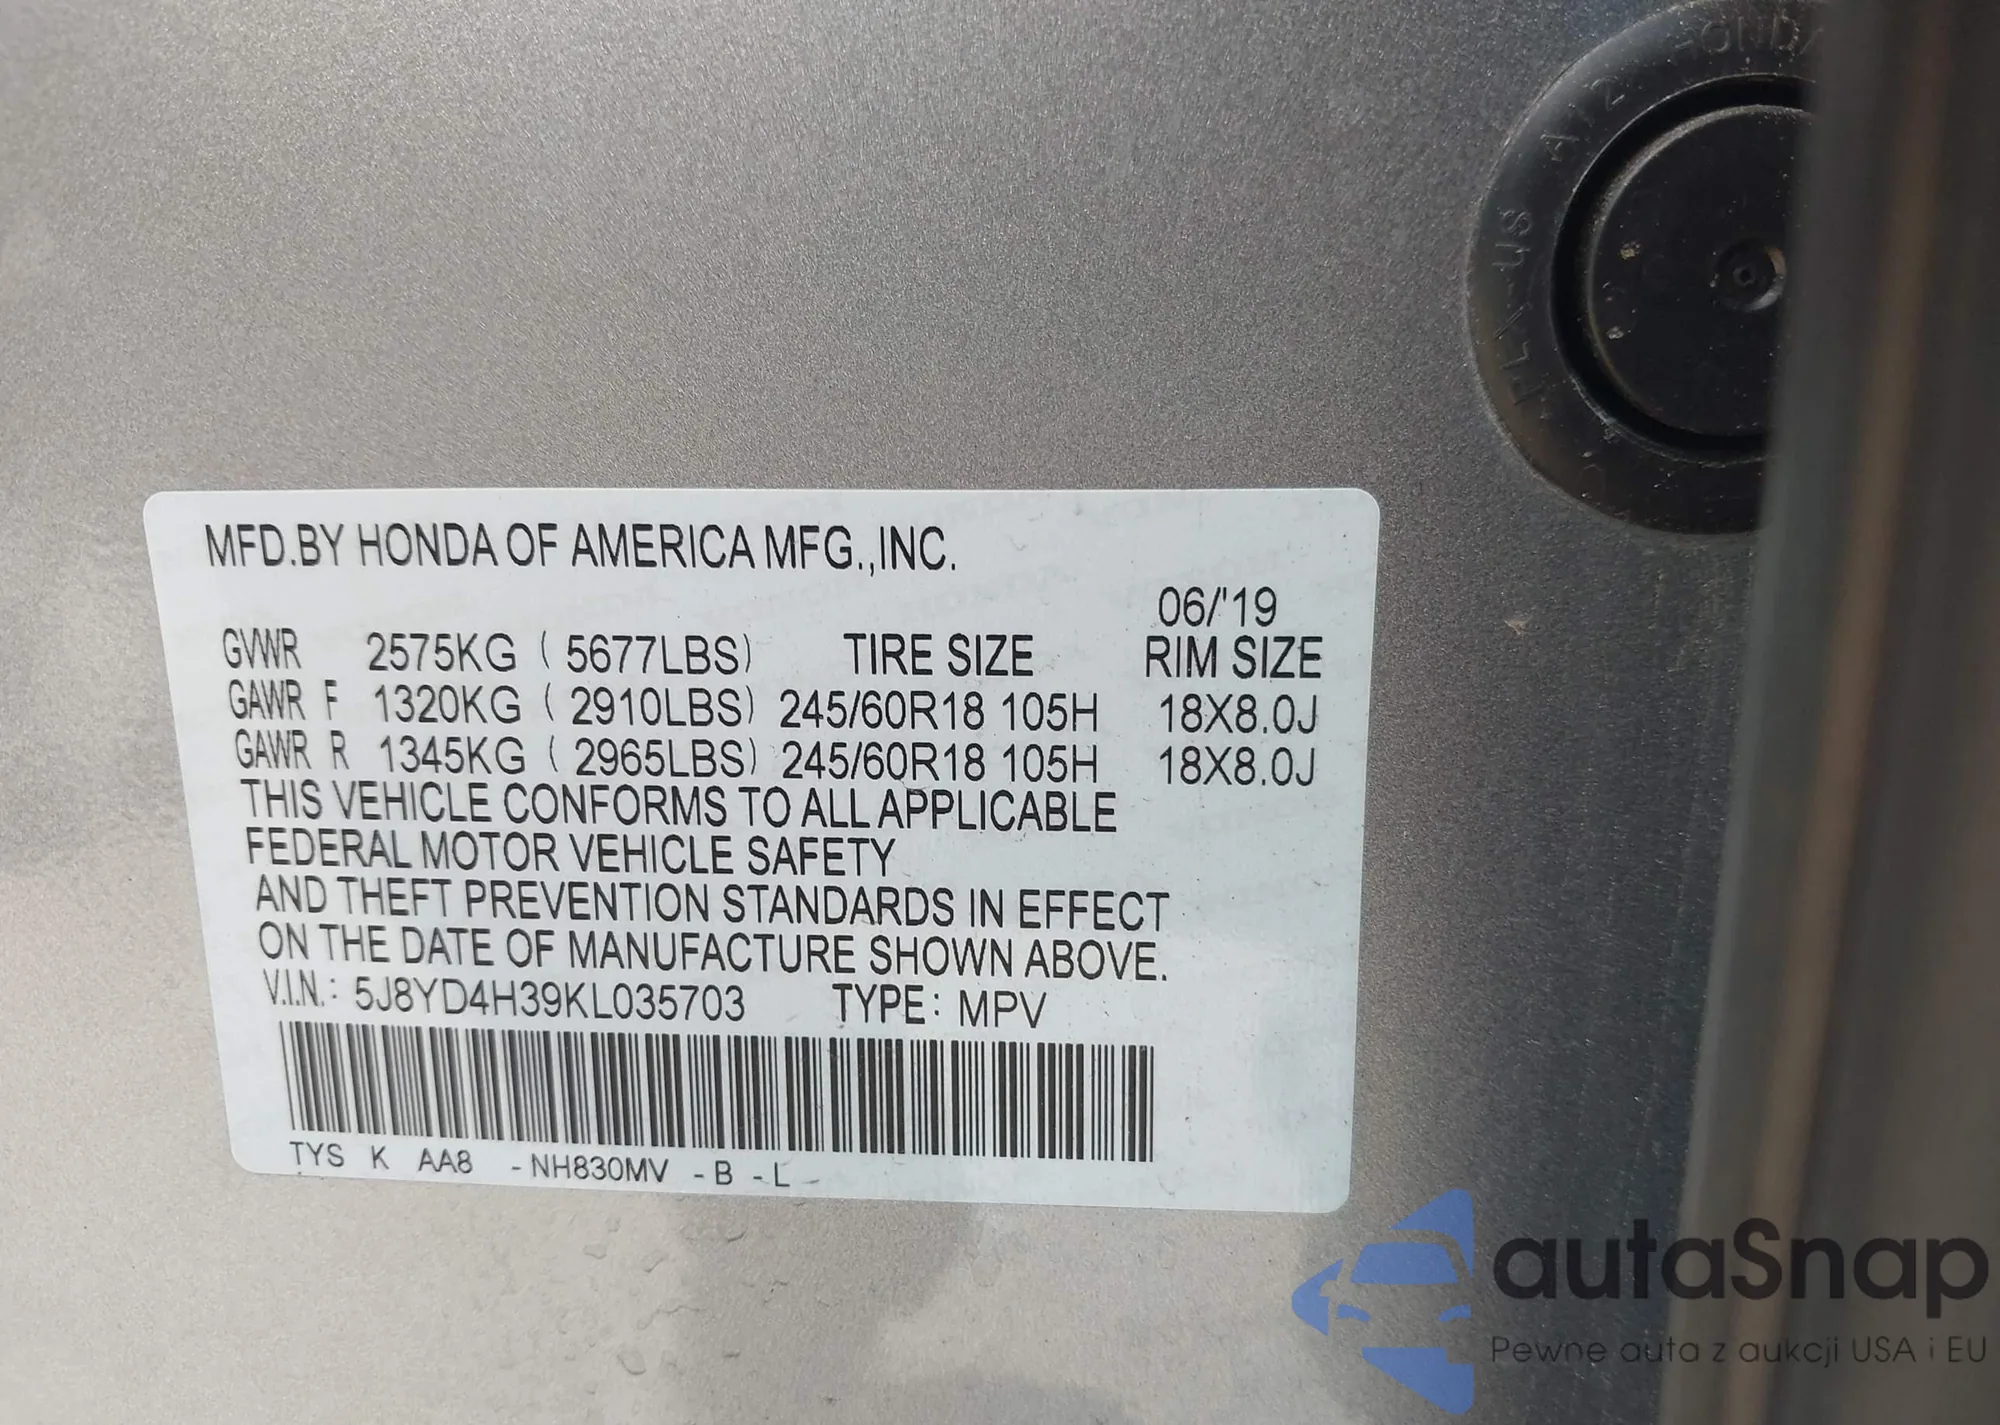 HONDA
A12
MFD.BY HONDA OF AMERICA MFG.,INC.
06/'19
GVWR 2575KG ( 5677LBS) TIRE SIZE RIM SIZE
GAWR F 1320KG ( 2910LBS) 245/60R18 105H 18X8.0J
GAWR R 1345KG ( 2965LBS) 245/60R18 105H 18X8.0J
THIS VEHICLE CONFORMS TO ALL APPLICABLE
FEDERAL MOTOR VEHICLE SAFETY
AND THEFT PREVENTION STANDARDS IN EFFECT
ON THE DATE OF MANUFACTURE SHOWN ABOVE.
V.I.N.: 5J8YD4H39KL035703 TYPE: MPV
TYS K AA8 -NH830MV -B -L
autaSnap
Pewne auta z aukcji USA i EU